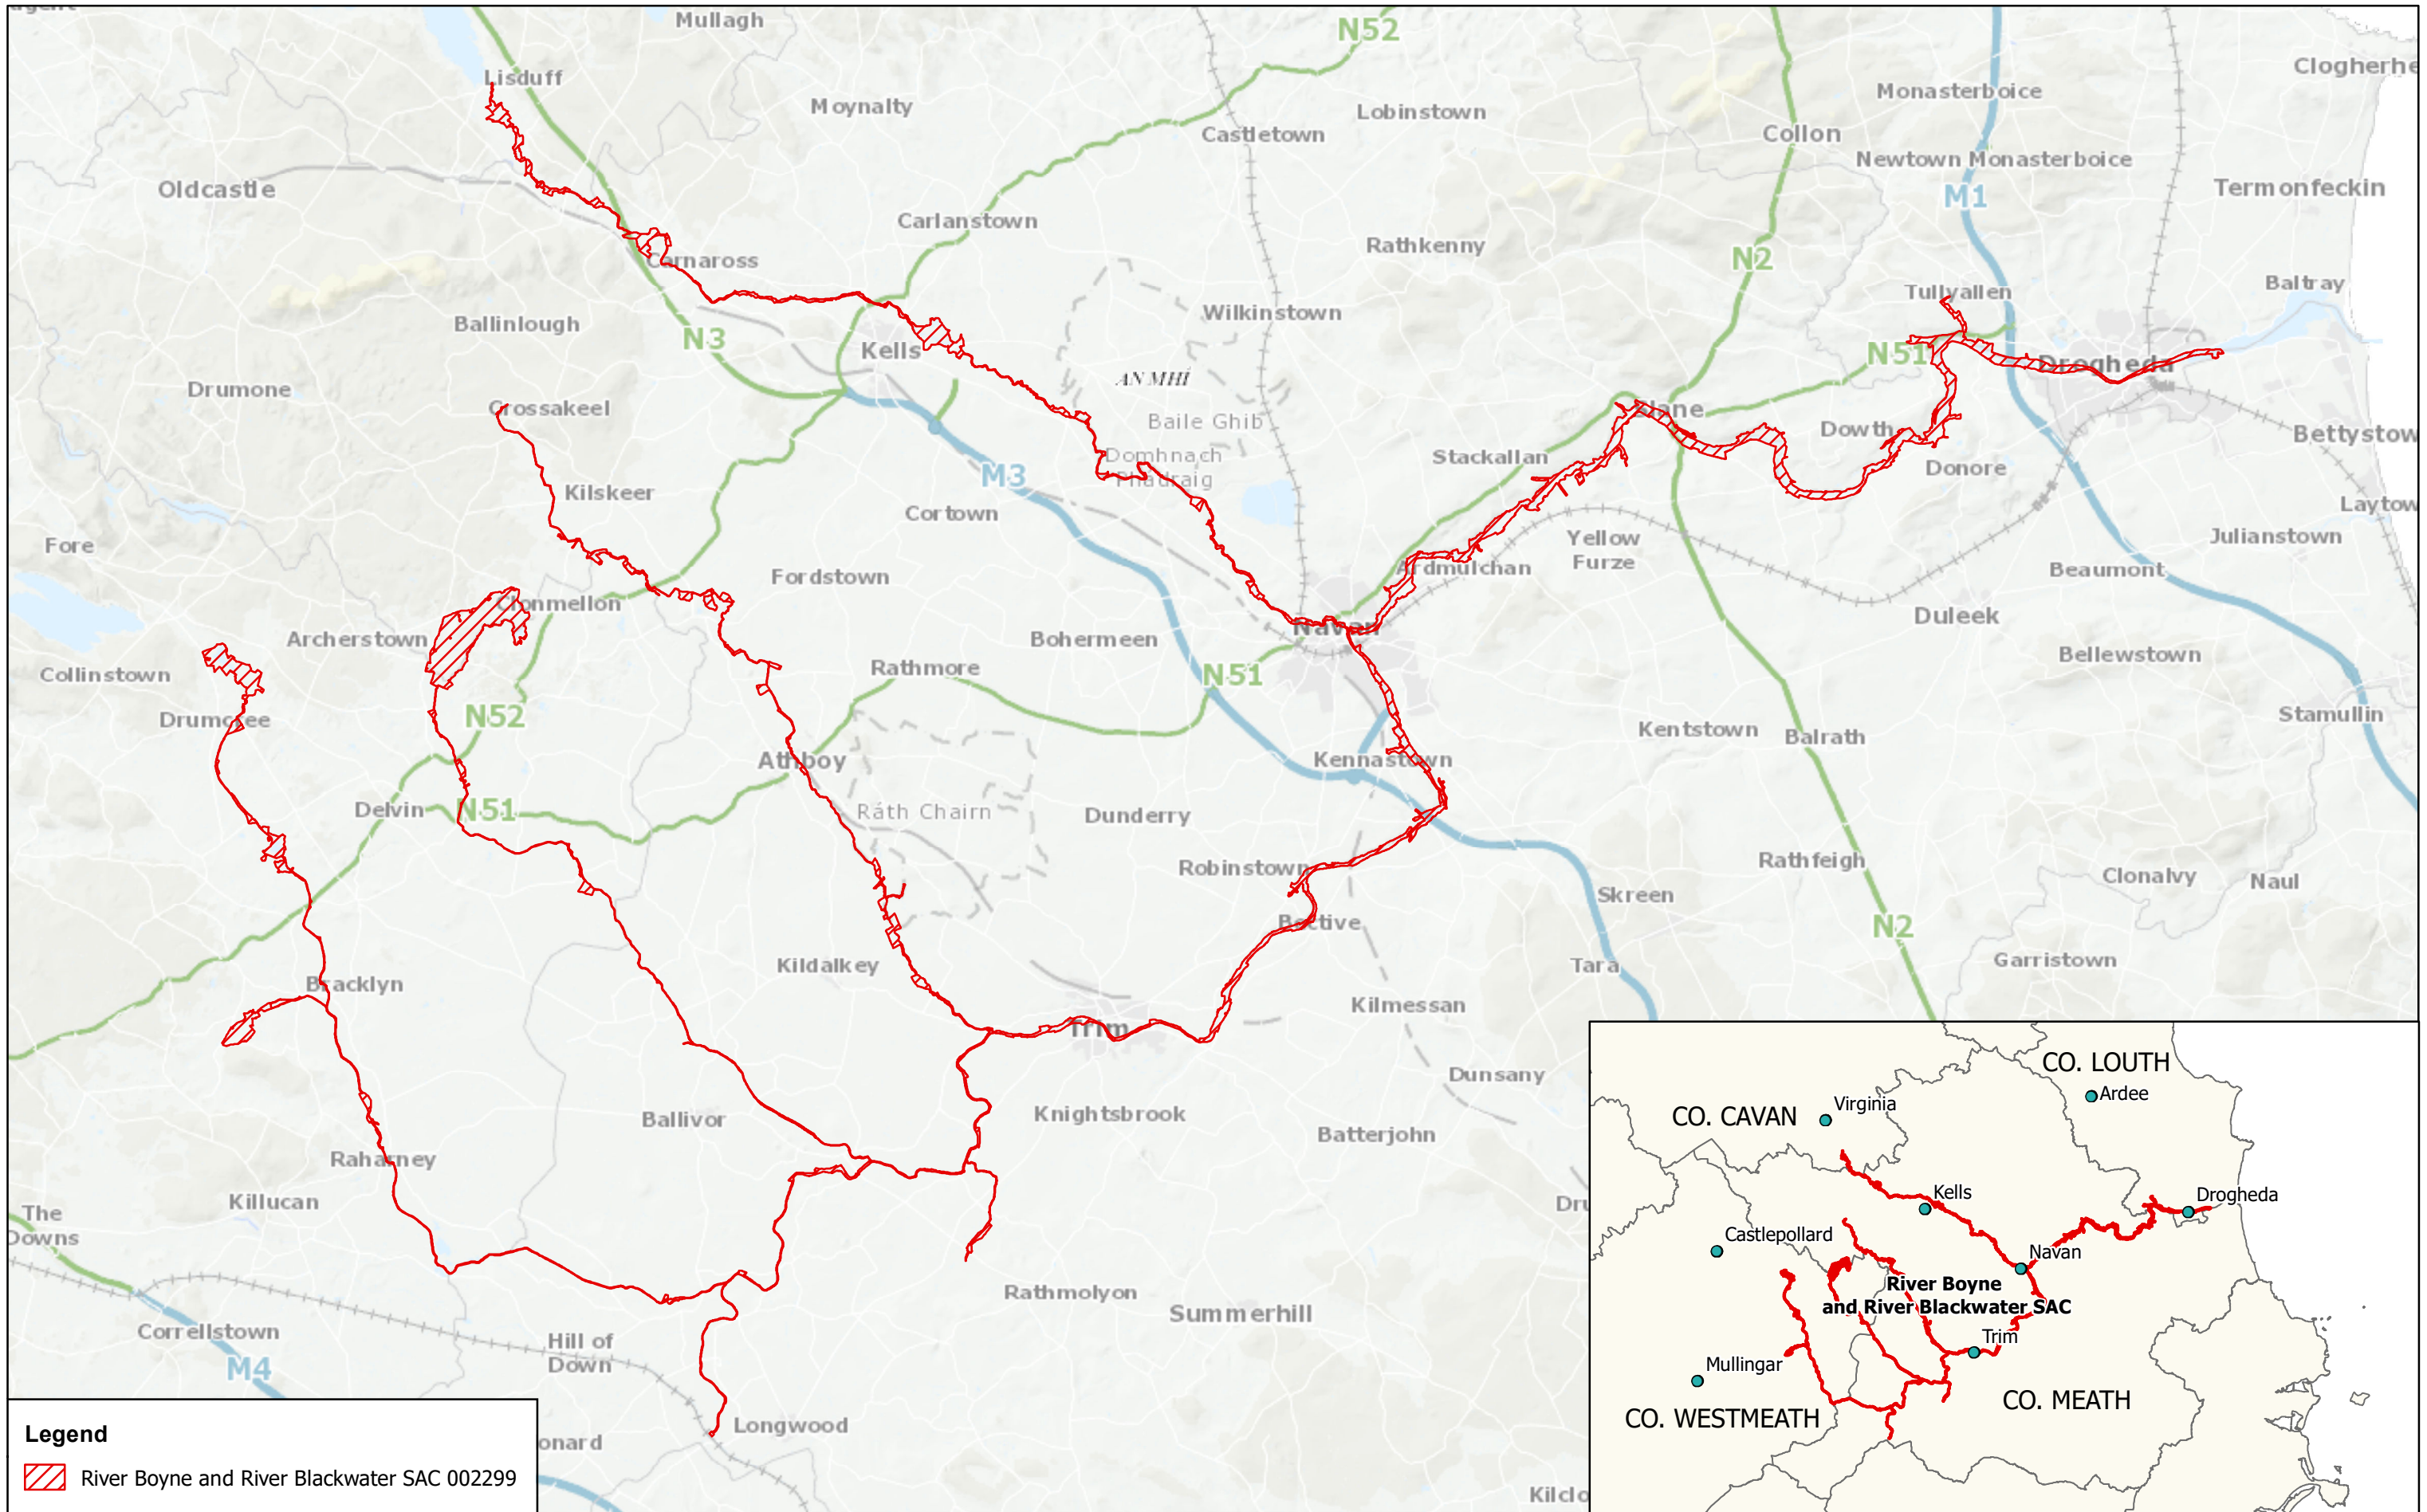 Mullagh
N52
Lisduff
Clogherhe
Monasterboice
Moynalty
Lobinstown
Castletown
Collon
Newtown Monasterboice
Oldcastle
Termonfeckin
M1
Carlanstown
Rathkenny
N2
Carnaross
Baltray
Tullyallen
Wilkinstown
Ballinlough
N3
Kells
N51
Drogheda
AN MHÍ
Drumone
Crossakeel
Slane
Baile Ghib
Dowth
Bettystow
Domhnach
Phádraig
Stackallan
Donore
M3
Kilskeer
Cortown
Laytow
Fore
Yellow
Furze
Julianstown
Ardmulchan
Beaumont
Fordstown
Clonmellon
Duleek
Navan
Archerstown
Bohermeen
Bellewstown
Rathmore
Collinstown
N51
Drumcree
N52
Stamullin
Kentstown
Balrath
Athboy
Kennastown
Delvin
N51
Ráth Chairn
Dunderry
Rathfeigh
Robinstown
Clonalvy
Naul
Skreen
Bective
N2
Kildalkey
Tara
Garristown
Bracklyn
Kilmessan
Trim
Dunsany
Knightsbrook
Ballivor
Batterjohn
Raharney
Killucan
Dru
The
Downs
Rathmolyon
Summerhill
Correllstown
Hill of
Down
M4
Longwood
onard
Kilclo
CO. LOUTH
Ardee
Virginia
CO. CAVAN
Kells
Drogheda
Castlepollard
Navan
River Boyne
and River Blackwater SAC
Trim
Mullingar
CO. MEATH
CO. WESTMEATH
Legend
River Boyne and River Blackwater SAC 002299